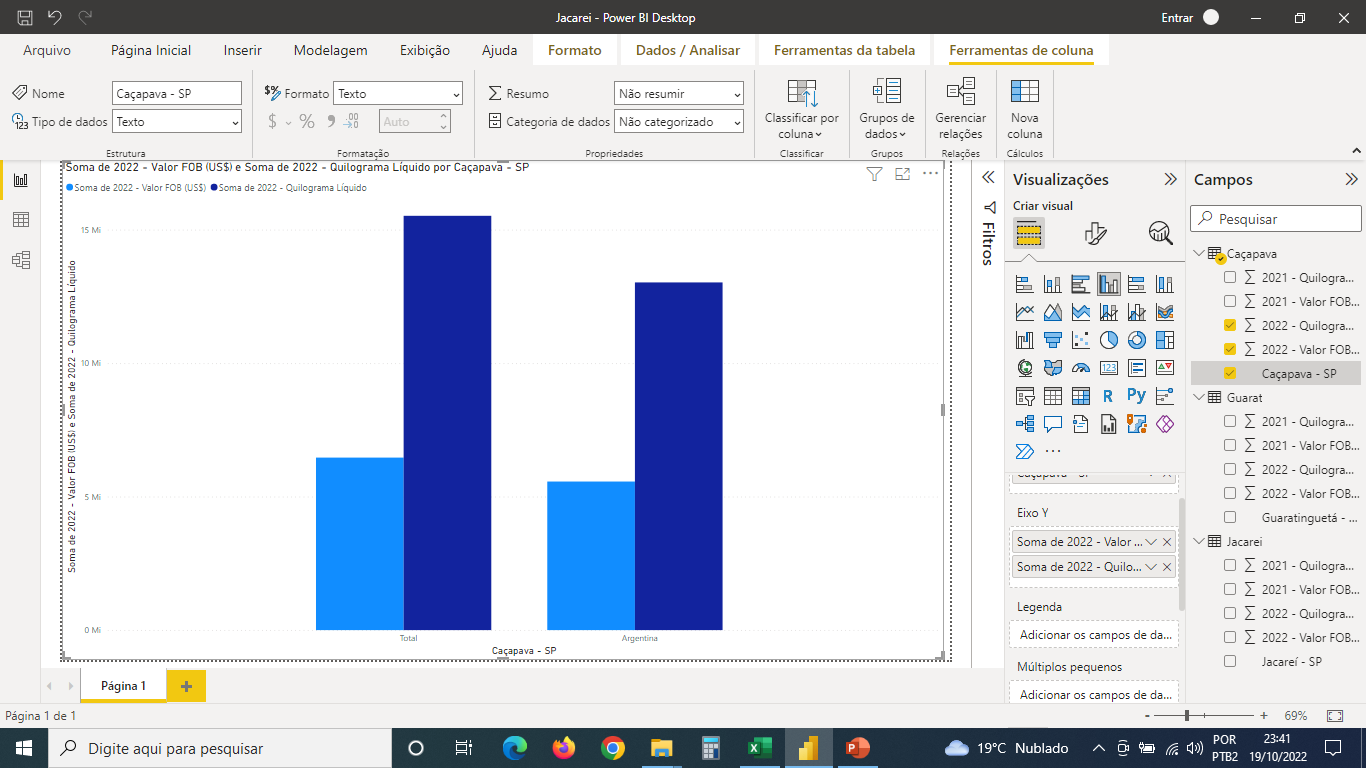 Jacarei - Power BI Desktop
Entrar
Arquivo
Página Inicial
Inserir
Modelagem
Exibição
Ajuda
Formato
Dados / Analisar
Ferramentas da tabela
Ferramentas de coluna
Nome
Caçapava - SP
Tipo de dados
Texto
Estrutura
$% Formato
Texto
$ % 9 .00
Auto
Formatação
Σ Resumo
Não resumir
Categoria de dados
Não categorizado
Propriedades
Classificar por
coluna
Classificar
Grupos de
dados
Grupos
Gerenciar
relações
Relações
Nova
coluna
Cálculos
Soma de 2022 - Valor FOB (US$) e Soma de 2022 - Quilograma Líquido por Caçapava - SP
Soma de 2022 - Valor FOB (US$)
Soma de 2022 - Quilograma Líquido
Soma de 2022 - Valor FOB (US$) e Soma de 2022 - Quilograma Líquido
15 Mi
10 Mi
5 Mi
0 Mi
Total
Argentina
Caçapava - SP
Filtros
Visualizações
Criar visual
123
R
Py
Eixo Y
Soma de 2022 - Valor ...
Soma de 2022 - Quilo...
Legenda
Adicionar os campos de da...
Múltiplos pequenos
Adicionar os campos de da...
Campos
Pesquisar
Caçapava
Σ 2021 - Quilogra...
Σ 2021 - Valor FOB...
Σ 2022 - Quilogra...
Σ 2022 - Valor FOB...
Caçapava - SP
Guarat
Σ 2021 - Quilogra...
Σ 2021 - Valor FOB...
Σ 2022 - Quilogra...
Σ 2022 - Valor FOB...
Guaratinguetá - ...
Jacarei
Σ 2021 - Quilogra...
Σ 2021 - Valor FOB...
Σ 2022 - Quilogra...
Σ 2022 - Valor FOB...
Jacareí - SP
Página 1
Página 1 de 1
- + 69%
Digite aqui para pesquisar
19°C Nublado
POR
PTB2
23:41
19/10/2022